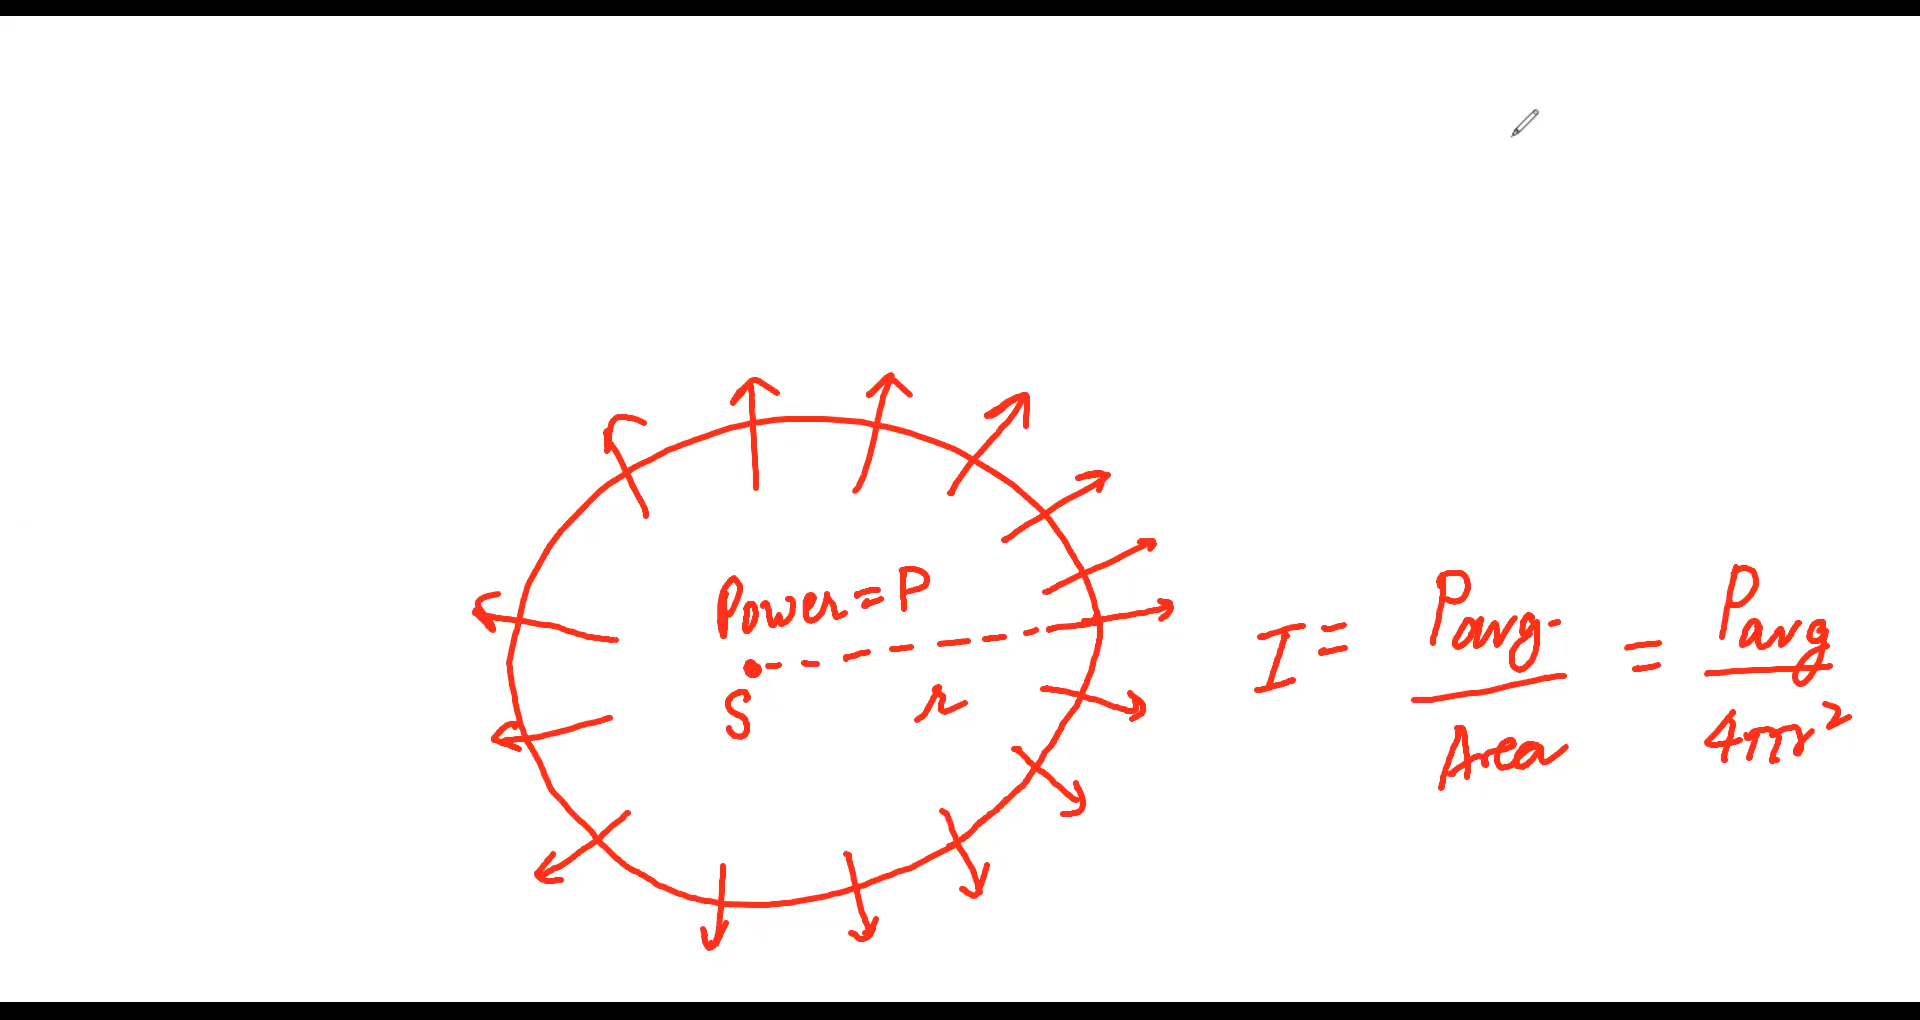 Power = P
S
r
I = Pavg. / Area = Pavg / 4πr²